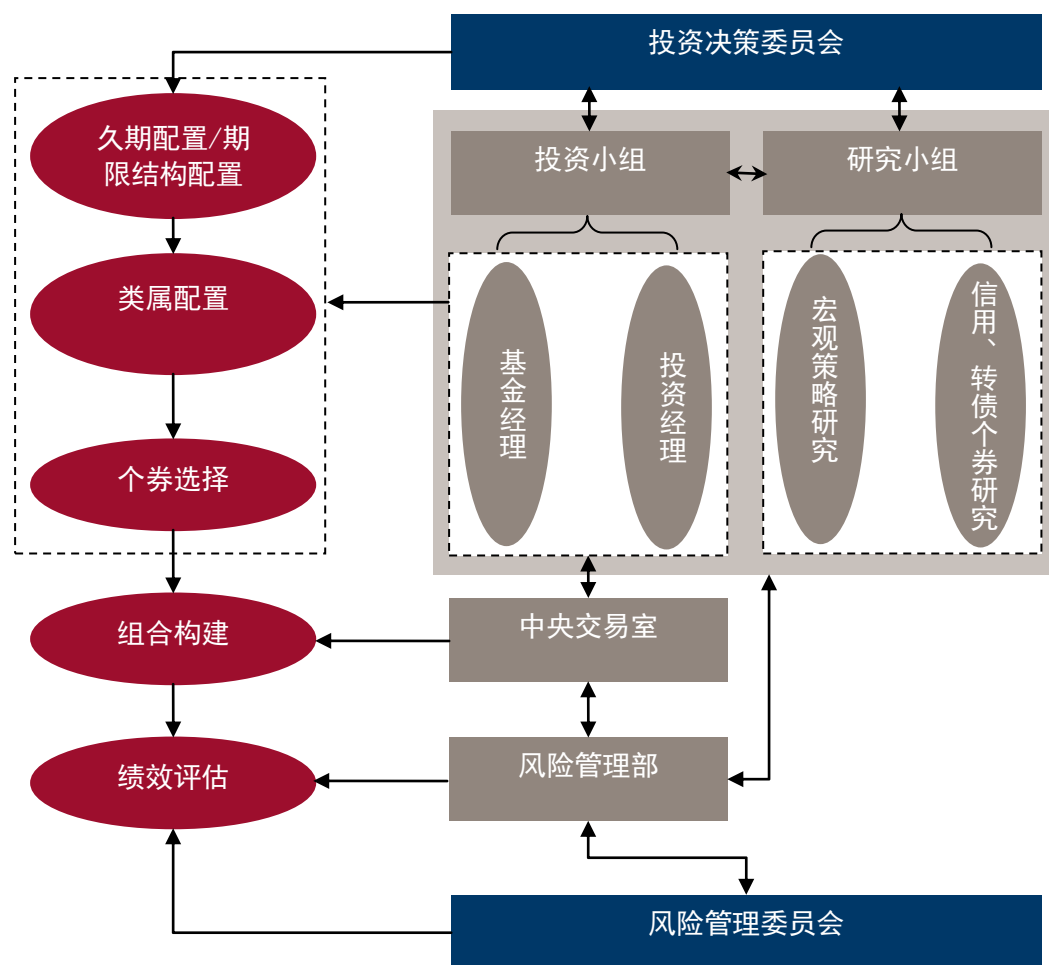 投资决策委员会
久期配置/期
限结构配置
投资小组
研究小组
类属配置
基金经理
投资经理
宏观策略研究
信用、转债个券研究
个券选择
组合构建
中央交易室
绩效评估
风险管理部
风险管理委员会